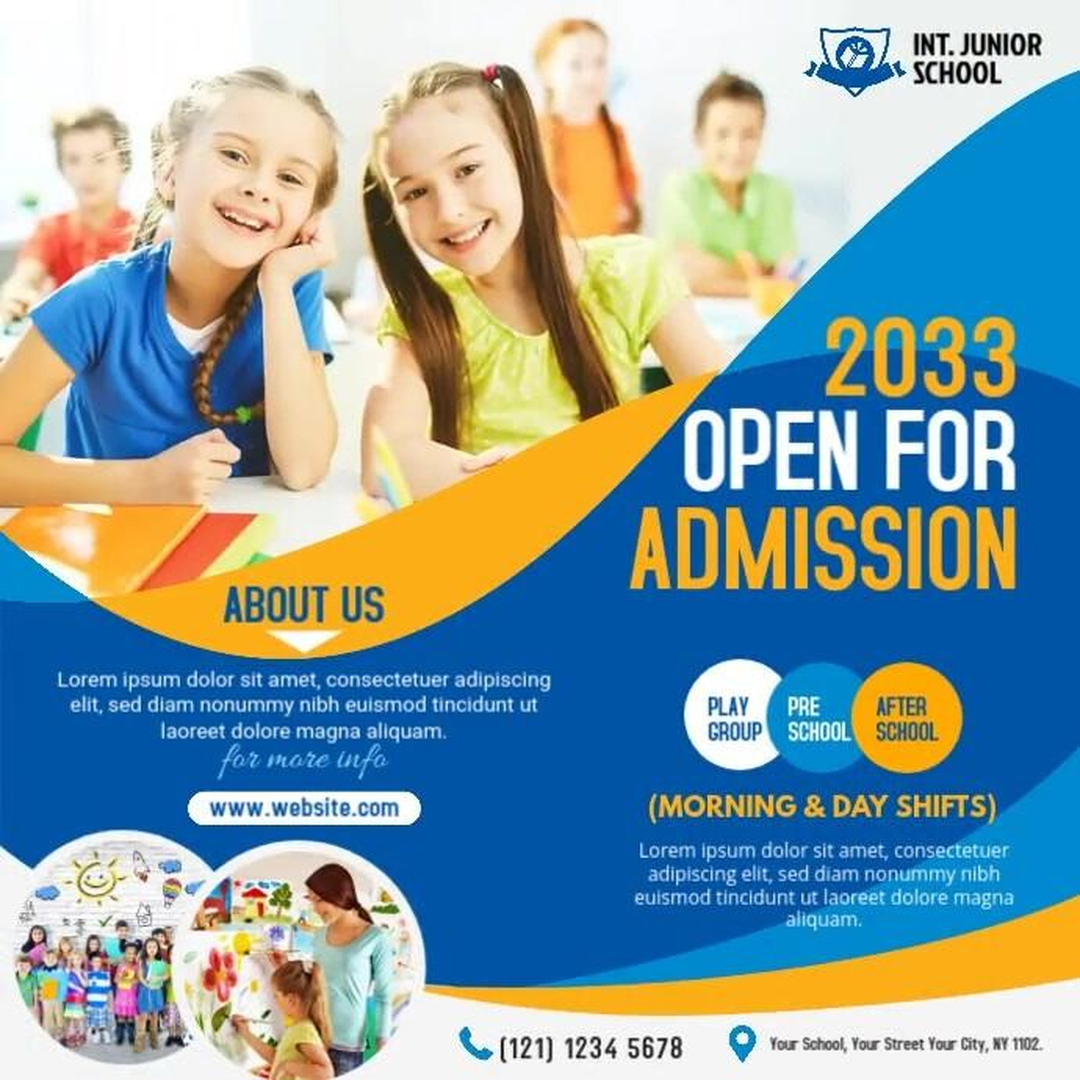 INT. JUNIOR
SCHOOL
2033
OPEN FOR
ADMISSION
ABOUT US
Lorem ipsum dolor sit amet, consectetuer adipiscing
elit, sed diam nonummy nibh euismod tincidunt ut
laoreet dolore magna aliquam.
for more info
www.website.com
PLAY
GROUP
PRE
SCHOOL
AFTER
SCHOOL
(MORNING & DAY SHIFTS)
Lorem ipsum dolor sit amet, consectetuer
adipiscing elit, sed diam nonummy nibh
euismod tincidunt ut laoreet dolore magna
aliquam.
(121) 1234 5678
Your School, Your Street Your City, NY 1102.